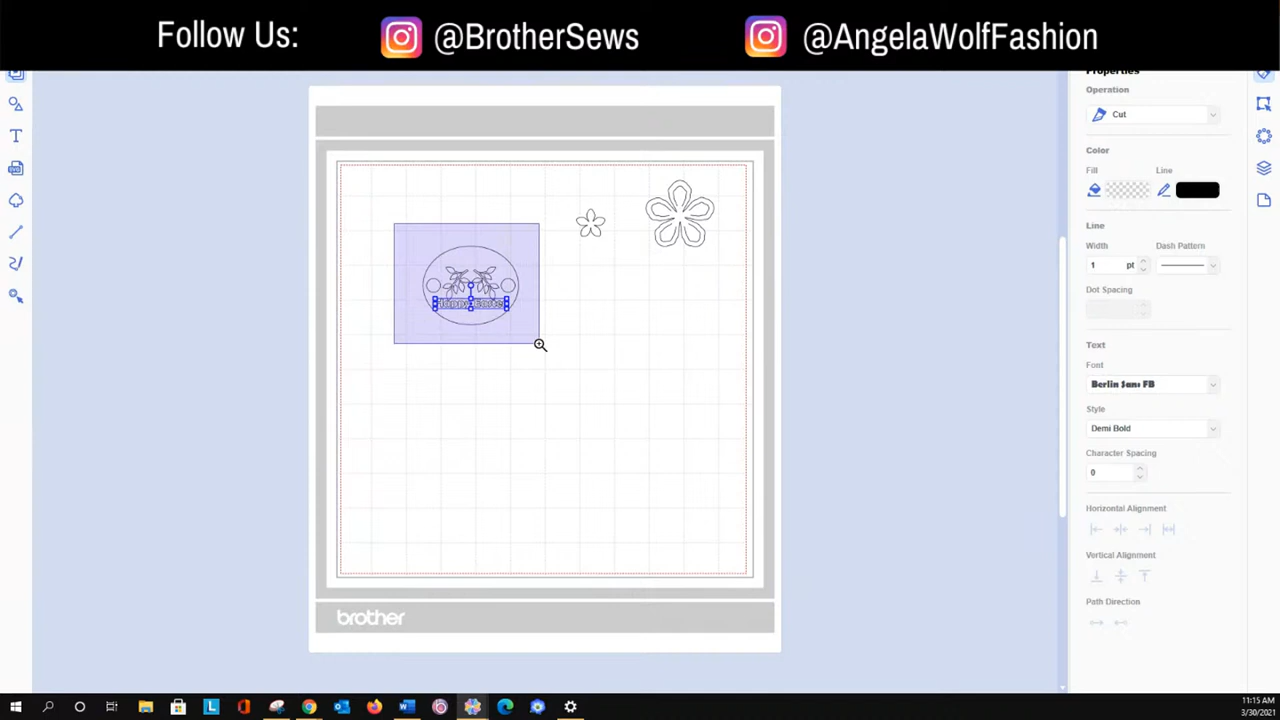 Follow Us: @BrotherSews @AngelaWolfFashion
Properties
Operation
Cut
Color
Fill Line
Line
Width Dash Pattern
1 pt
Dot Spacing
Text
Font
Berlin Sans FB
Style
Demi Bold
Character Spacing
0
Horizontal Alignment
Vertical Alignment
Path Direction
brother
11:15 AM
3/30/2021